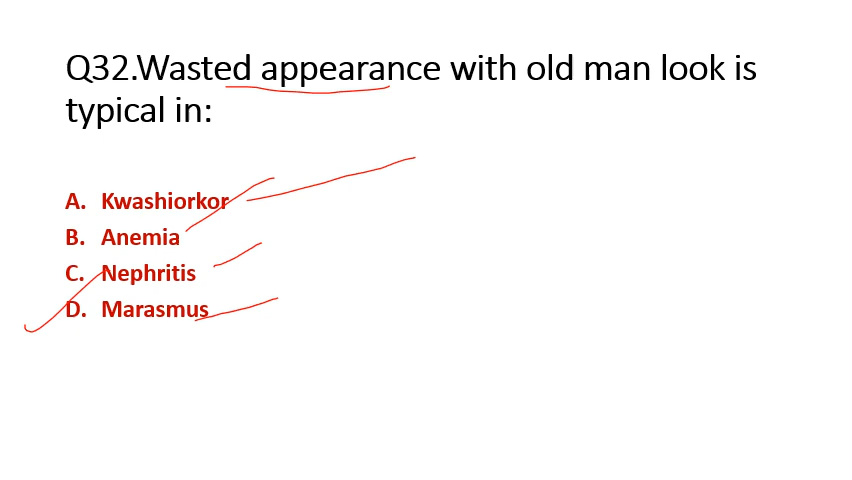 Q32.Wasted appearance with old man look is
typical in:
A. Kwashiorkor
B. Anemia
C. Nephritis
D. Marasmus